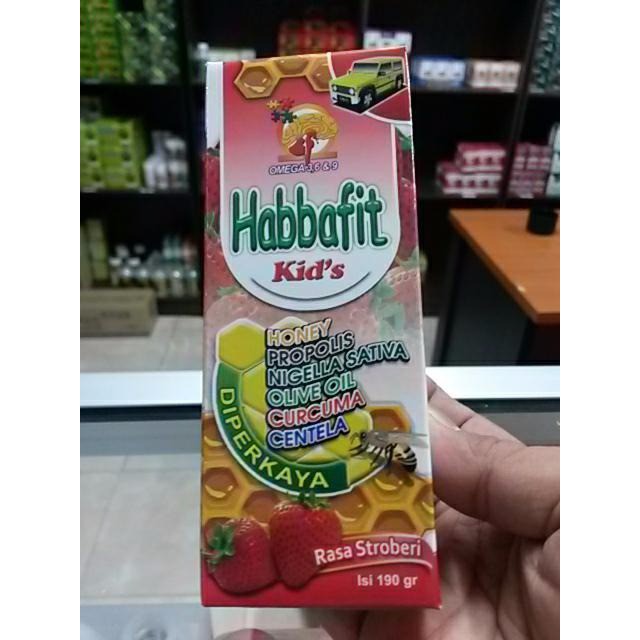 OMEGA-3,6 & 9
Habbafit
Kid's
HONEY
PROPOLIS
NIGELLA SATIVA
OLIVE OIL
CURCUMA
CENTELA
DIPERKAYA
Rasa Stroberi
Isi 190 gr